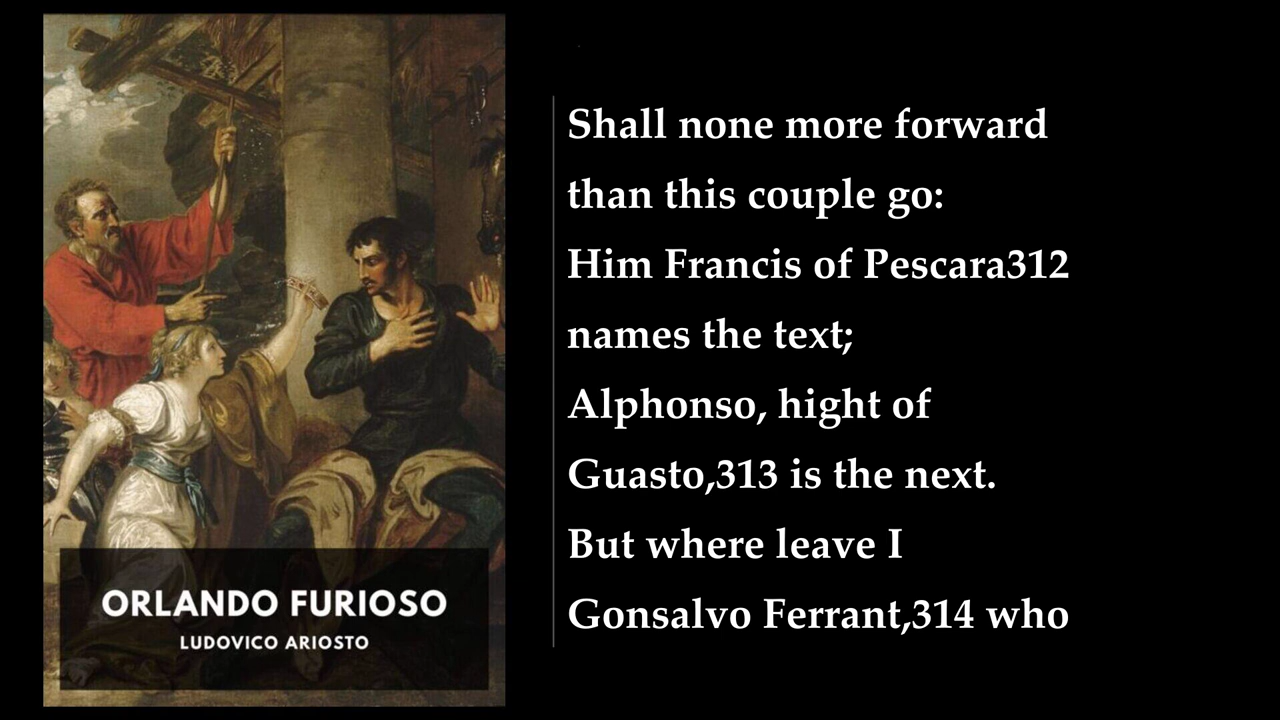 ORLANDO FURIOSO
LUDOVICO ARIOSTO
Shall none more forward
than this couple go:
Him Francis of Pescara312
names the text;
Alphonso, hight of
Guasto,313 is the next.
But where leave I
Gonsalvo Ferrant,314 who